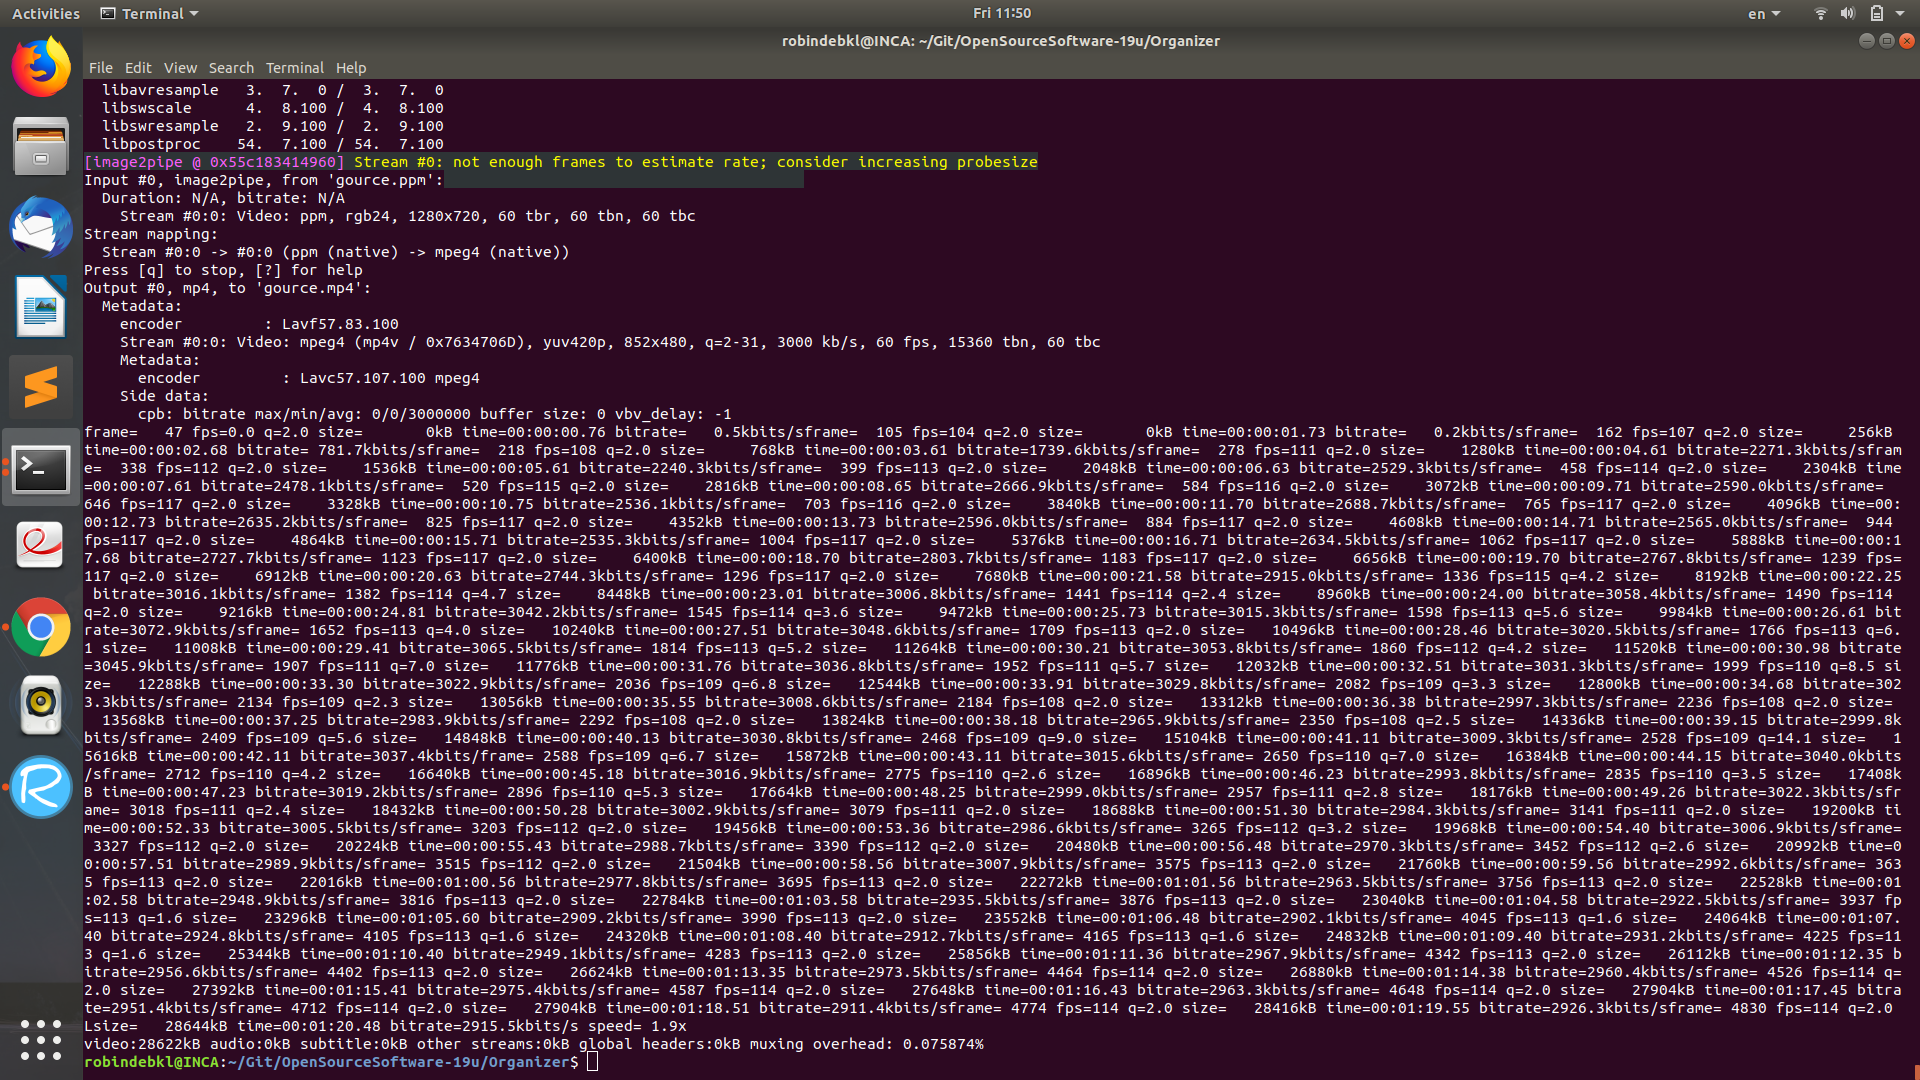 Activities Terminal Fri 11:50 en
robindebkl@INCA: ~/Git/OpenSourceSoftware-19u/Organizer
File Edit View Search Terminal Help
  libavresample   3.  7.  0 /  3.  7.  0
  libswscale      4.  8.100 /  4.  8.100
  libswresample   2.  9.100 /  2.  9.100
  libpostproc    54.  7.100 / 54.  7.100
[image2pipe @ 0x55c183414960] Stream #0: not enough frames to estimate rate; consider increasing probesize
Input #0, image2pipe, from 'gource.ppm':
  Duration: N/A, bitrate: N/A
    Stream #0:0: Video: ppm, rgb24, 1280x720, 60 tbr, 60 tbn, 60 tbc
Stream mapping:
  Stream #0:0 -> #0:0 (ppm (native) -> mpeg4 (native))
Press [q] to stop, [?] for help
Output #0, mp4, to 'gource.mp4':
  Metadata:
    encoder         : Lavf57.83.100
    Stream #0:0: Video: mpeg4 (mp4v / 0x7634706D), yuv420p, 852x480, q=2-31, 3000 kb/s, 60 fps, 15360 tbn, 60 tbc
    Metadata:
      encoder         : Lavc57.107.100 mpeg4
    Side data:
      cpb: bitrate max/min/avg: 0/0/3000000 buffer size: 0 vbv_delay: -1
frame=   47 fps=0.0 q=2.0 size=       0kB time=00:00:00.76 bitrate=   0.5kbits/sframe=  105 fps=104 q=2.0 size=       0kB time=00:00:01.73 bitrate=   0.2kbits/sframe=  162 fps=107 q=2.0 size=     256kB
time=00:00:02.68 bitrate= 781.7kbits/sframe=  218 fps=108 q=2.0 size=     768kB time=00:00:03.61 bitrate=1739.6kbits/sframe=  278 fps=111 q=2.0 size=    1280kB time=00:00:04.61 bitrate=2271.3kbits/sfram
e=  338 fps=112 q=2.0 size=    1536kB time=00:00:05.61 bitrate=2240.3kbits/sframe=  399 fps=113 q=2.0 size=    2048kB time=00:00:06.63 bitrate=2529.3kbits/sframe=  458 fps=114 q=2.0 size=    2304kB time
=00:00:07.61 bitrate=2478.1kbits/sframe=  520 fps=115 q=2.0 size=    2816kB time=00:00:08.65 bitrate=2666.9kbits/sframe=  584 fps=116 q=2.0 size=    3072kB time=00:00:09.71 bitrate=2590.0kbits/sframe=
646 fps=117 q=2.0 size=    3328kB time=00:00:10.75 bitrate=2536.1kbits/sframe=  703 fps=116 q=2.0 size=    3840kB time=00:00:11.70 bitrate=2688.7kbits/sframe=  765 fps=117 q=2.0 size=    4096kB time=00:
00:12.73 bitrate=2635.2kbits/sframe=  825 fps=117 q=2.0 size=    4352kB time=00:00:13.73 bitrate=2596.0kbits/sframe=  884 fps=117 q=2.0 size=    4608kB time=00:00:14.71 bitrate=2565.0kbits/sframe=  944
fps=117 q=2.0 size=    4864kB time=00:00:15.71 bitrate=2535.3kbits/sframe= 1004 fps=117 q=2.0 size=    5376kB time=00:00:16.71 bitrate=2634.5kbits/sframe= 1062 fps=117 q=2.0 size=    5888kB time=00:00:1
7.68 bitrate=2727.7kbits/sframe= 1123 fps=117 q=2.0 size=    6400kB time=00:00:18.70 bitrate=2803.7kbits/sframe= 1183 fps=117 q=2.0 size=    6656kB time=00:00:19.70 bitrate=2767.8kbits/sframe= 1239 fps=
117 q=2.0 size=    6912kB time=00:00:20.63 bitrate=2744.3kbits/sframe= 1296 fps=117 q=2.0 size=    7680kB time=00:00:21.58 bitrate=2915.0kbits/sframe= 1336 fps=115 q=4.2 size=    8192kB time=00:00:22.25
 bitrate=3016.1kbits/sframe= 1382 fps=114 q=4.7 size=    8448kB time=00:00:23.01 bitrate=3006.8kbits/sframe= 1441 fps=114 q=2.4 size=    8960kB time=00:00:24.00 bitrate=3058.4kbits/sframe= 1490 fps=114
q=2.0 size=    9216kB time=00:00:24.81 bitrate=3042.2kbits/sframe= 1545 fps=114 q=3.6 size=    9472kB time=00:00:25.73 bitrate=3015.3kbits/sframe= 1598 fps=113 q=5.6 size=    9984kB time=00:00:26.61 bit
rate=3072.9kbits/sframe= 1652 fps=113 q=4.0 size=   10240kB time=00:00:27.51 bitrate=3048.6kbits/sframe= 1709 fps=113 q=2.0 size=   10496kB time=00:00:28.46 bitrate=3020.5kbits/sframe= 1766 fps=113 q=6.
1 size=   11008kB time=00:00:29.41 bitrate=3065.5kbits/sframe= 1814 fps=113 q=5.2 size=   11264kB time=00:00:30.21 bitrate=3053.8kbits/sframe= 1860 fps=112 q=4.2 size=   11520kB time=00:00:30.98 bitrate
=3045.9kbits/sframe= 1907 fps=111 q=7.0 size=   11776kB time=00:00:31.76 bitrate=3036.8kbits/sframe= 1952 fps=111 q=5.7 size=   12032kB time=00:00:32.51 bitrate=3031.3kbits/sframe= 1999 fps=110 q=8.5 si
ze=   12288kB time=00:00:33.30 bitrate=3022.9kbits/sframe= 2036 fps=109 q=6.8 size=   12544kB time=00:00:33.91 bitrate=3029.8kbits/sframe= 2082 fps=109 q=3.3 size=   12800kB time=00:00:34.68 bitrate=302
3.3kbits/sframe= 2134 fps=109 q=2.3 size=   13056kB time=00:00:35.55 bitrate=3008.6kbits/sframe= 2184 fps=108 q=2.0 size=   13312kB time=00:00:36.38 bitrate=2997.3kbits/sframe= 2236 fps=108 q=2.0 size=
  13568kB time=00:00:37.25 bitrate=2983.9kbits/sframe= 2292 fps=108 q=2.0 size=   13824kB time=00:00:38.18 bitrate=2965.9kbits/sframe= 2350 fps=108 q=2.5 size=   14336kB time=00:00:39.15 bitrate=2999.8k
bits/sframe= 2409 fps=109 q=5.6 size=   14848kB time=00:00:40.13 bitrate=3030.8kbits/sframe= 2468 fps=109 q=9.0 size=   15104kB time=00:00:41.11 bitrate=3009.3kbits/sframe= 2528 fps=109 q=14.1 size=   1
5616kB time=00:00:42.11 bitrate=3037.4kbits/sframe= 2588 fps=109 q=6.7 size=   15872kB time=00:00:43.11 bitrate=3015.6kbits/sframe= 2650 fps=110 q=7.0 size=   16384kB time=00:00:44.15 bitrate=3040.0kbits
/sframe= 2712 fps=110 q=4.2 size=   16640kB time=00:00:45.18 bitrate=3016.9kbits/sframe= 2775 fps=110 q=2.6 size=   16896kB time=00:00:46.23 bitrate=2993.8kbits/sframe= 2835 fps=110 q=3.5 size=   17408k
B time=00:00:47.23 bitrate=3019.2kbits/sframe= 2896 fps=110 q=5.3 size=   17664kB time=00:00:48.25 bitrate=2999.0kbits/sframe= 2957 fps=111 q=2.8 size=   18176kB time=00:00:49.26 bitrate=3022.3kbits/sfr
ame= 3018 fps=111 q=2.4 size=   18432kB time=00:00:50.28 bitrate=3002.9kbits/sframe= 3079 fps=111 q=2.0 size=   18688kB time=00:00:51.30 bitrate=2984.3kbits/sframe= 3141 fps=111 q=2.0 size=   19200kB ti
me=00:00:52.33 bitrate=3005.5kbits/sframe= 3203 fps=112 q=2.0 size=   19456kB time=00:00:53.36 bitrate=2986.6kbits/sframe= 3265 fps=112 q=3.2 size=   19968kB time=00:00:54.40 bitrate=3006.9kbits/sframe=
 3327 fps=112 q=2.0 size=   20224kB time=00:00:55.43 bitrate=2988.7kbits/sframe= 3390 fps=112 q=2.0 size=   20480kB time=00:00:56.48 bitrate=2970.3kbits/sframe= 3452 fps=112 q=2.6 size=   20992kB time=0
0:00:57.51 bitrate=2989.9kbits/sframe= 3515 fps=112 q=2.0 size=   21504kB time=00:00:58.56 bitrate=3007.9kbits/sframe= 3575 fps=113 q=2.0 size=   21760kB time=00:00:59.56 bitrate=2992.6kbits/sframe= 363
5 fps=113 q=2.0 size=   22016kB time=00:01:00.56 bitrate=2977.8kbits/sframe= 3695 fps=113 q=2.0 size=   22272kB time=00:01:01.56 bitrate=2963.5kbits/sframe= 3756 fps=113 q=2.0 size=   22528kB time=00:01
:02.58 bitrate=2948.9kbits/sframe= 3816 fps=113 q=2.0 size=   22784kB time=00:01:03.58 bitrate=2935.5kbits/sframe= 3876 fps=113 q=2.0 size=   23040kB time=00:01:04.58 bitrate=2922.5kbits/sframe= 3937 fp
s=113 q=1.6 size=   23296kB time=00:01:05.60 bitrate=2909.2kbits/sframe= 3990 fps=113 q=2.0 size=   23552kB time=00:01:06.48 bitrate=2902.1kbits/sframe= 4045 fps=113 q=1.6 size=   24064kB time=00:01:07.
40 bitrate=2924.8kbits/sframe= 4105 fps=113 q=1.6 size=   24320kB time=00:01:08.40 bitrate=2912.7kbits/sframe= 4165 fps=113 q=1.6 size=   24832kB time=00:01:09.40 bitrate=2931.2kbits/sframe= 4225 fps=11
3 q=1.6 size=   25344kB time=00:01:10.40 bitrate=2949.1kbits/sframe= 4283 fps=113 q=2.0 size=   25856kB time=00:01:11.36 bitrate=2967.9kbits/sframe= 4342 fps=113 q=2.0 size=   26112kB time=00:01:12.35 b
itrate=2956.6kbits/sframe= 4402 fps=113 q=2.0 size=   26624kB time=00:01:13.35 bitrate=2973.5kbits/sframe= 4464 fps=114 q=2.0 size=   26880kB time=00:01:14.38 bitrate=2960.4kbits/sframe= 4526 fps=114 q=
2.0 size=   27392kB time=00:01:15.41 bitrate=2975.4kbits/sframe= 4587 fps=114 q=2.0 size=   27648kB time=00:01:16.43 bitrate=2963.3kbits/sframe= 4648 fps=114 q=2.0 size=   27904kB time=00:01:17.45 bitra
te=2951.4kbits/sframe= 4712 fps=114 q=2.0 size=   27904kB time=00:01:18.51 bitrate=2911.4kbits/sframe= 4774 fps=114 q=2.0 size=   28416kB time=00:01:19.55 bitrate=2926.3kbits/sframe= 4830 fps=114 q=2.0
Lsize=   28644kB time=00:01:20.48 bitrate=2915.5kbits/s speed= 1.9x
video:28622kB audio:0kB subtitle:0kB other streams:0kB global headers:0kB muxing overhead: 0.075874%
robindebkl@INCA:~/Git/OpenSourceSoftware-19u/Organizer$